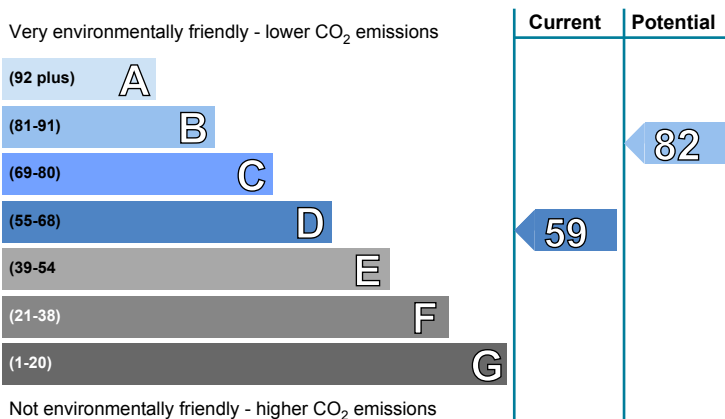 Very environmentally friendly - lower CO2 emissions
Current
Potential
(92 plus) A
(81-91) B
(69-80) C
(55-68) D
(39-54 E
(21-38) F
(1-20) G
59
82
Not environmentally friendly - higher CO2 emissions